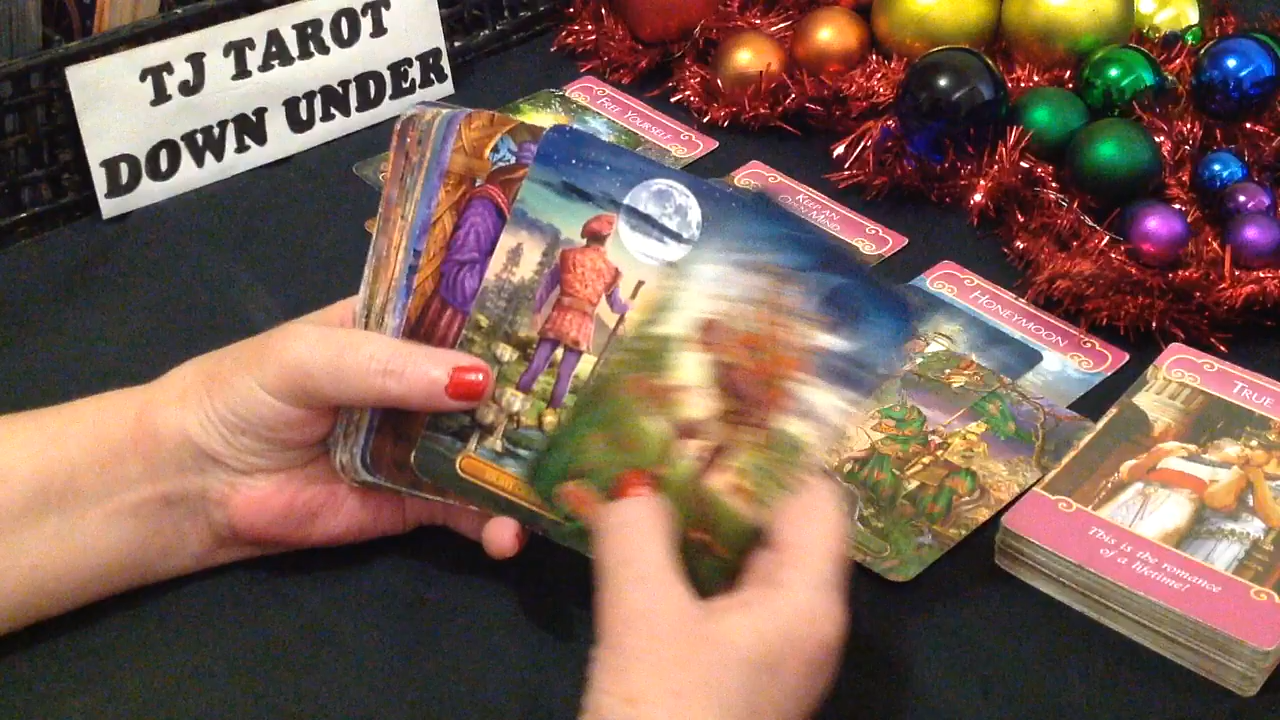 TJ TAROT
DOWN UNDER
FREE YOURSELF
KEEP AN
OPEN MIND
HONEYMOON
TRUE
This is the romance
of a lifetime!